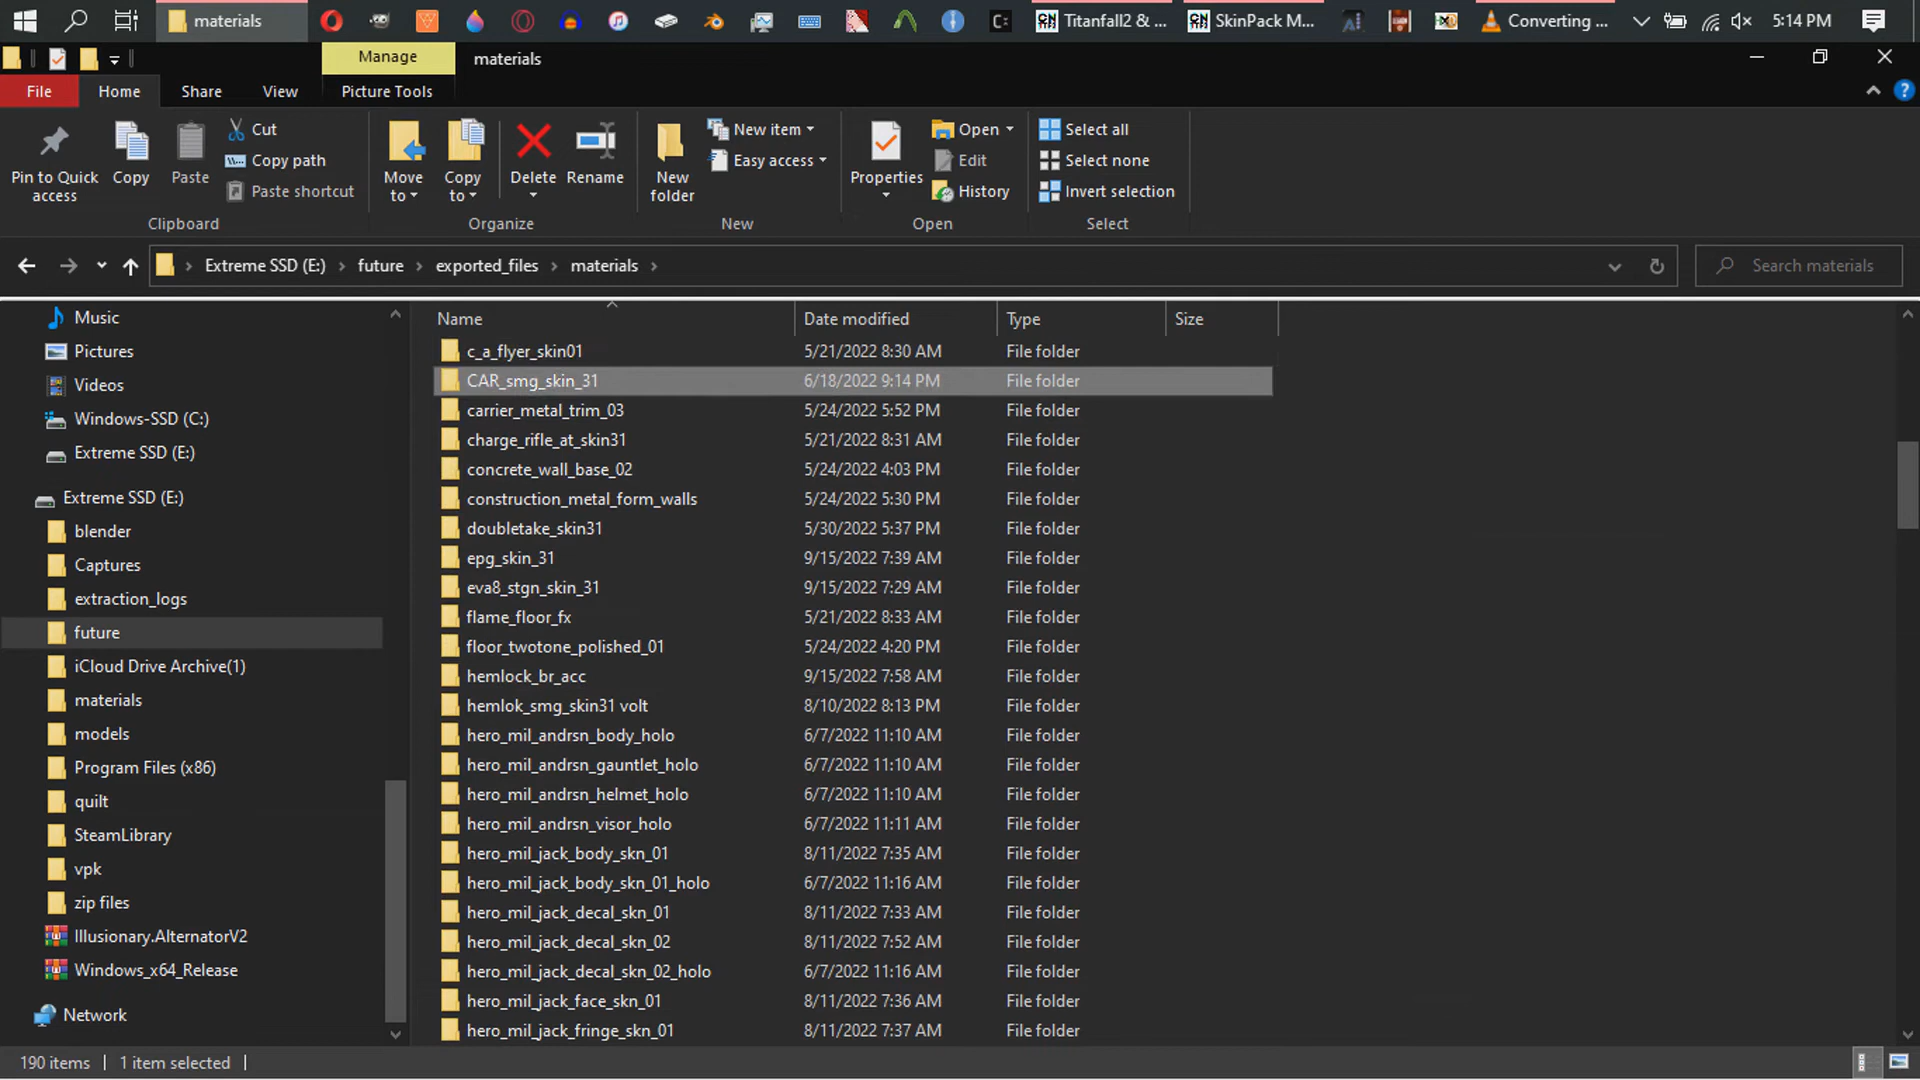 materials
Titanfall2 & ...
SkinPack M...
Converting ...
5:14 PM
Manage
materials
File
Home
Share
View
Picture Tools
Pin to Quick access
Copy
Paste
Cut
Copy path
Paste shortcut
Move to
Copy to
Delete
Rename
New folder
New item
Easy access
Properties
Open
Edit
History
Select all
Select none
Invert selection
Clipboard
Organize
New
Open
Select
Extreme SSD (E:) › future › exported_files › materials ›
Search materials
Music
Pictures
Videos
Windows-SSD (C:)
Extreme SSD (E:)
Extreme SSD (E:)
blender
Captures
extraction_logs
future
iCloud Drive Archive(1)
materials
models
Program Files (x86)
quilt
SteamLibrary
vpk
zip files
Illusionary.AlternatorV2
Windows_x64_Release
Network
Name Date modified Type Size
c_a_flyer_skin01 5/21/2022 8:30 AM File folder
CAR_smg_skin_31 6/18/2022 9:14 PM File folder
carrier_metal_trim_03 5/24/2022 5:52 PM File folder
charge_rifle_at_skin31 5/21/2022 8:31 AM File folder
concrete_wall_base_02 5/24/2022 4:03 PM File folder
construction_metal_form_walls 5/24/2022 5:30 PM File folder
doubletake_skin31 5/30/2022 5:37 PM File folder
epg_skin_31 9/15/2022 7:39 AM File folder
eva8_stgn_skin_31 9/15/2022 7:29 AM File folder
flame_floor_fx 5/21/2022 8:33 AM File folder
floor_twotone_polished_01 5/24/2022 4:20 PM File folder
hemlock_br_acc 9/15/2022 7:58 AM File folder
hemlok_smg_skin31 volt 8/10/2022 8:13 PM File folder
hero_mil_andrsn_body_holo 6/7/2022 11:10 AM File folder
hero_mil_andrsn_gauntlet_holo 6/7/2022 11:10 AM File folder
hero_mil_andrsn_helmet_holo 6/7/2022 11:10 AM File folder
hero_mil_andrsn_visor_holo 6/7/2022 11:11 AM File folder
hero_mil_jack_body_skn_01 8/11/2022 7:35 AM File folder
hero_mil_jack_body_skn_01_holo 6/7/2022 11:16 AM File folder
hero_mil_jack_decal_skn_01 8/11/2022 7:33 AM File folder
hero_mil_jack_decal_skn_02 8/11/2022 7:52 AM File folder
hero_mil_jack_decal_skn_02_holo 6/7/2022 11:16 AM File folder
hero_mil_jack_face_skn_01 8/11/2022 7:36 AM File folder
hero_mil_jack_fringe_skn_01 8/11/2022 7:37 AM File folder
190 items
1 item selected